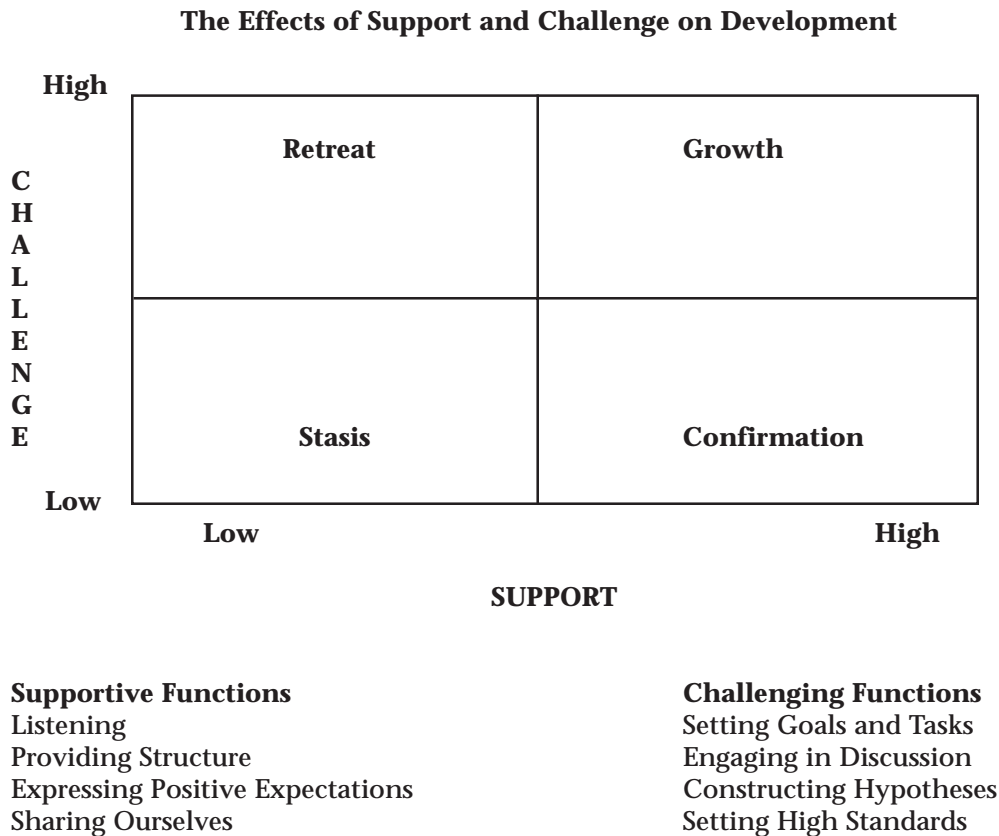 The Effects of Support and Challenge on Development
High
Retreat Growth
C
H
A
L
L
E
N
G
E
Stasis Confirmation
Low
Low High
SUPPORT
Supportive Functions
Listening
Providing Structure
Expressing Positive Expectations
Sharing Ourselves
Challenging Functions
Setting Goals and Tasks
Engaging in Discussion
Constructing Hypotheses
Setting High Standards